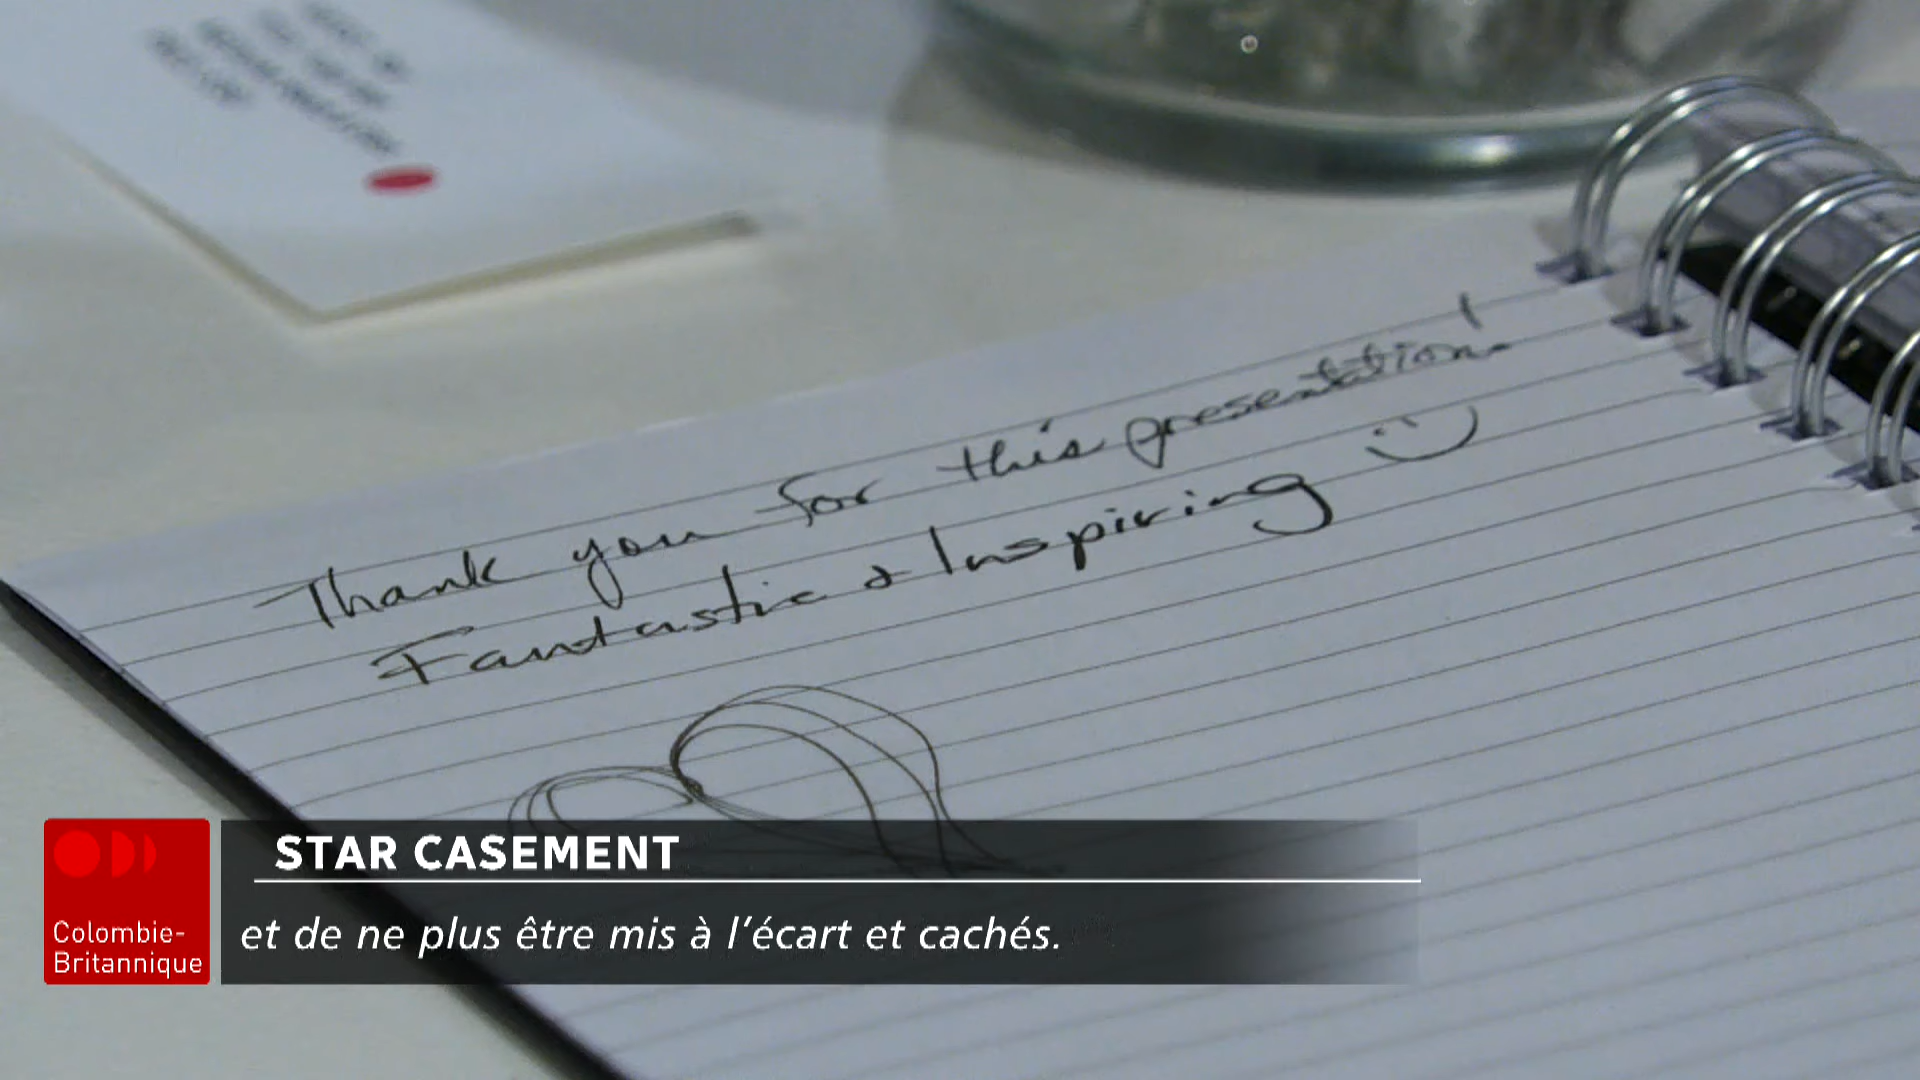 Thank you for this presentation!
Fantastic & Inspiring
STAR CASEMENT
et de ne plus être mis à l'écart et cachés.
Colombie-
Britannique